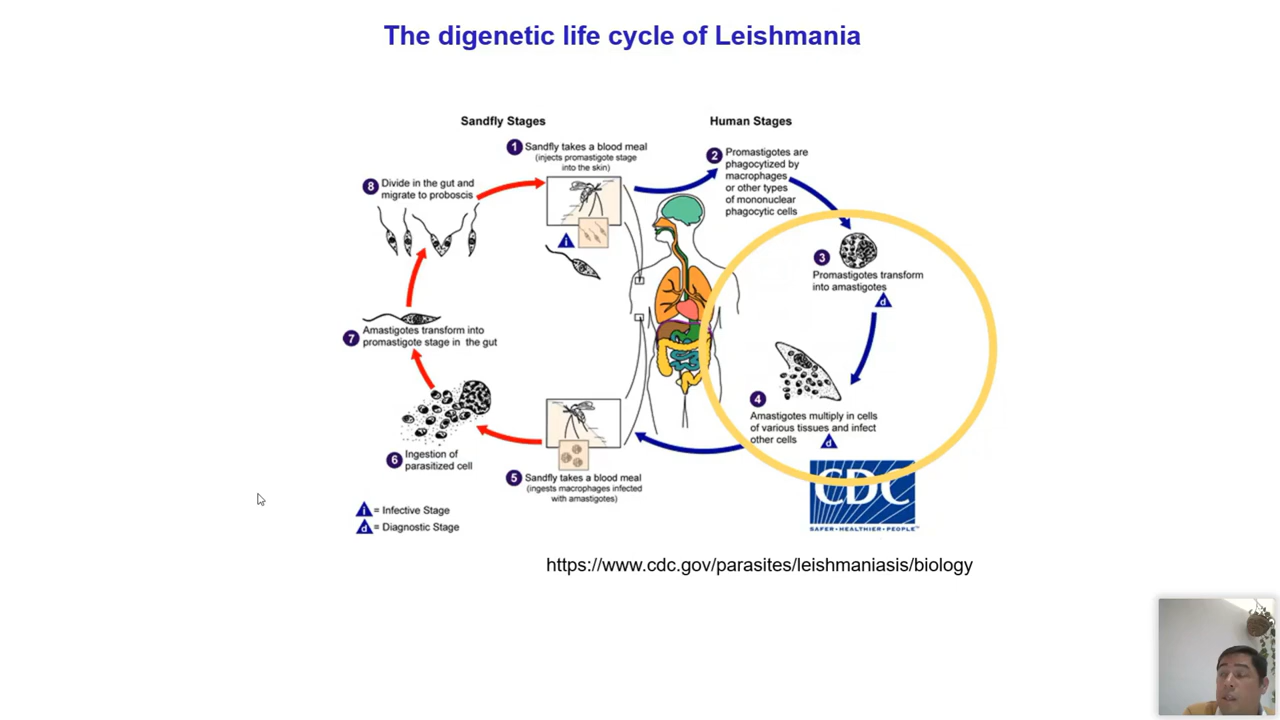 The digenetic life cycle of Leishmania
Sandfly Stages
Human Stages
1 Sandfly takes a blood meal
(injects promastigote stage
into the skin)
2 Promastigotes are
phagocytized by
macrophages
or other types
of mononuclear
phagocytic cells
8 Divide in the gut and
migrate to proboscis
i
3
Promastigotes transform
into amastigotes
d
7 Amastigotes transform into
promastigote stage in the gut
4
Amastigotes multiply in cells
of various tissues and infect
other cells
d
6 Ingestion of
parasitized cell
5 Sandfly takes a blood meal
(ingests macrophages infected
with amastigotes)
i = Infective Stage
d = Diagnostic Stage
CDC
SAFER • HEALTHIER • PEOPLE™
https://www.cdc.gov/parasites/leishmaniasis/biology